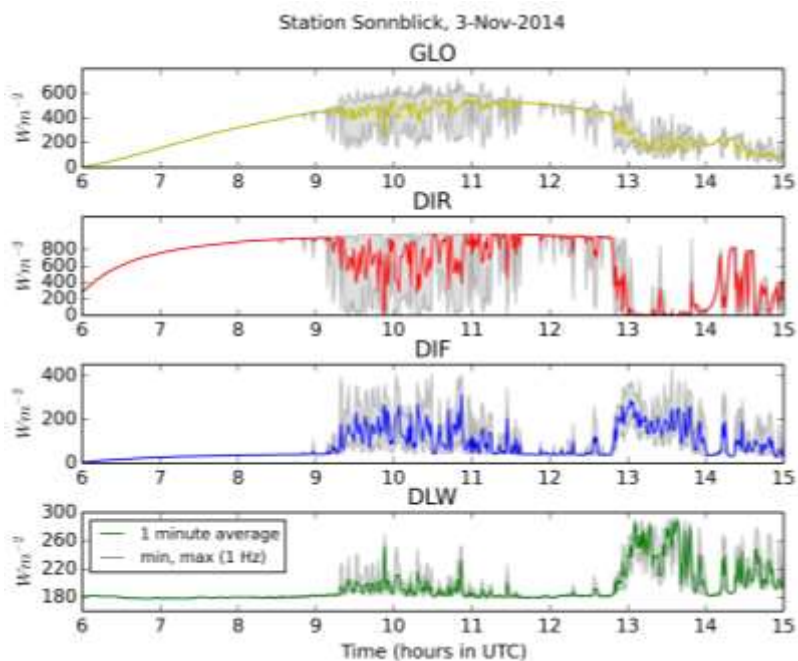 Station Sonnblick, 3-Nov-2014
GLO
Wm⁻²
600
400
200
0
6 7 8 9 10 11 12 13 14 15
DIR
Wm⁻²
800
600
400
200
0
6 7 8 9 10 11 12 13 14 15
DIF
Wm⁻²
400
200
0
6 7 8 9 10 11 12 13 14 15
DLW
Wm⁻²
300
260
220
180
1 minute average
min, max (1 Hz)
6 7 8 9 10 11 12 13 14 15
Time (hours in UTC)